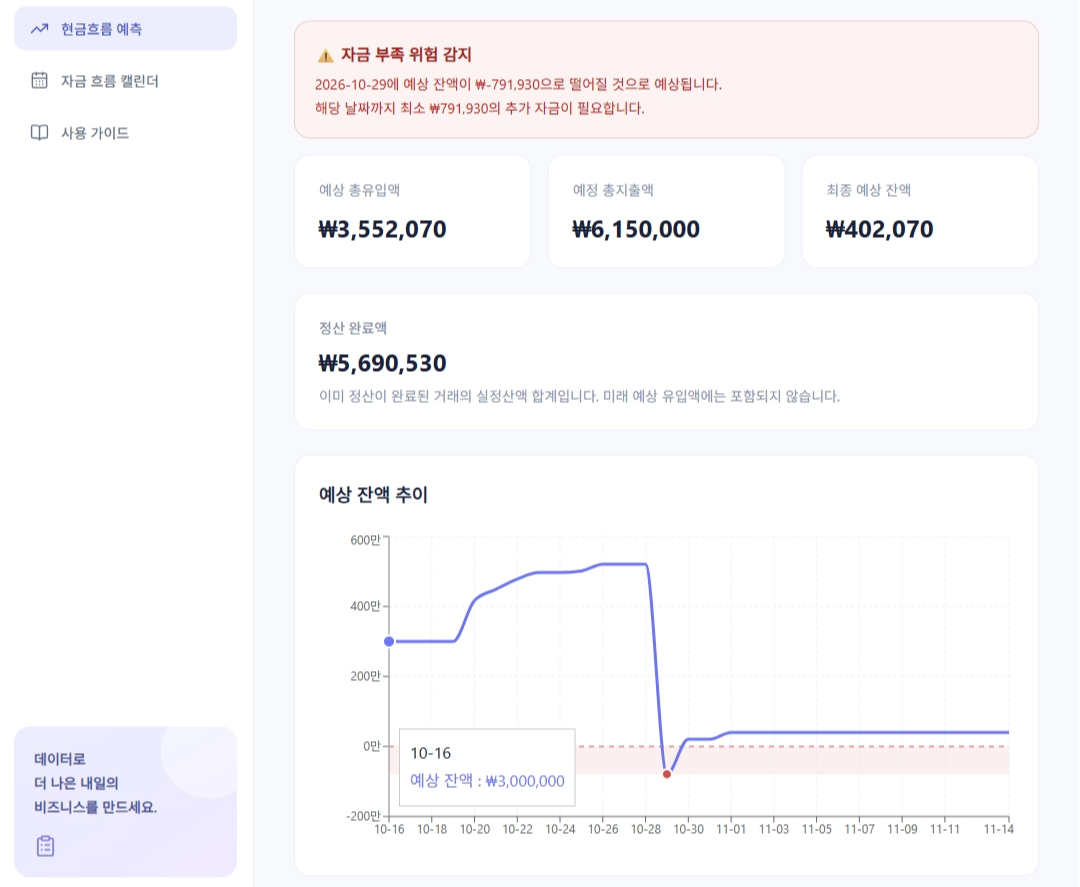 현금흐름 예측
자금 흐름 캘린더
사용 가이드
데이터로
더 나은 내일의
비즈니스를 만드세요.
자금 부족 위험 감지
2026-10-29에 예상 잔액이 ₩-791,930으로 떨어질 것으로 예상됩니다.
해당 날짜까지 최소 ₩791,930의 추가 자금이 필요합니다.
예상 총유입액
₩3,552,070
예정 총지출액
₩6,150,000
최종 예상 잔액
₩402,070
정산 완료액
₩5,690,530
이미 정산이 완료된 거래의 실정산액 합계입니다. 미래 예상 유입액에는 포함되지 않습니다.
예상 잔액 추이
600만
400만
200만
0만
-200만
10-16
예상 잔액 : ₩3,000,000
10-16 10-18 10-20 10-22 10-24 10-26 10-28 10-30 11-01 11-03 11-05 11-07 11-09 11-11 11-14